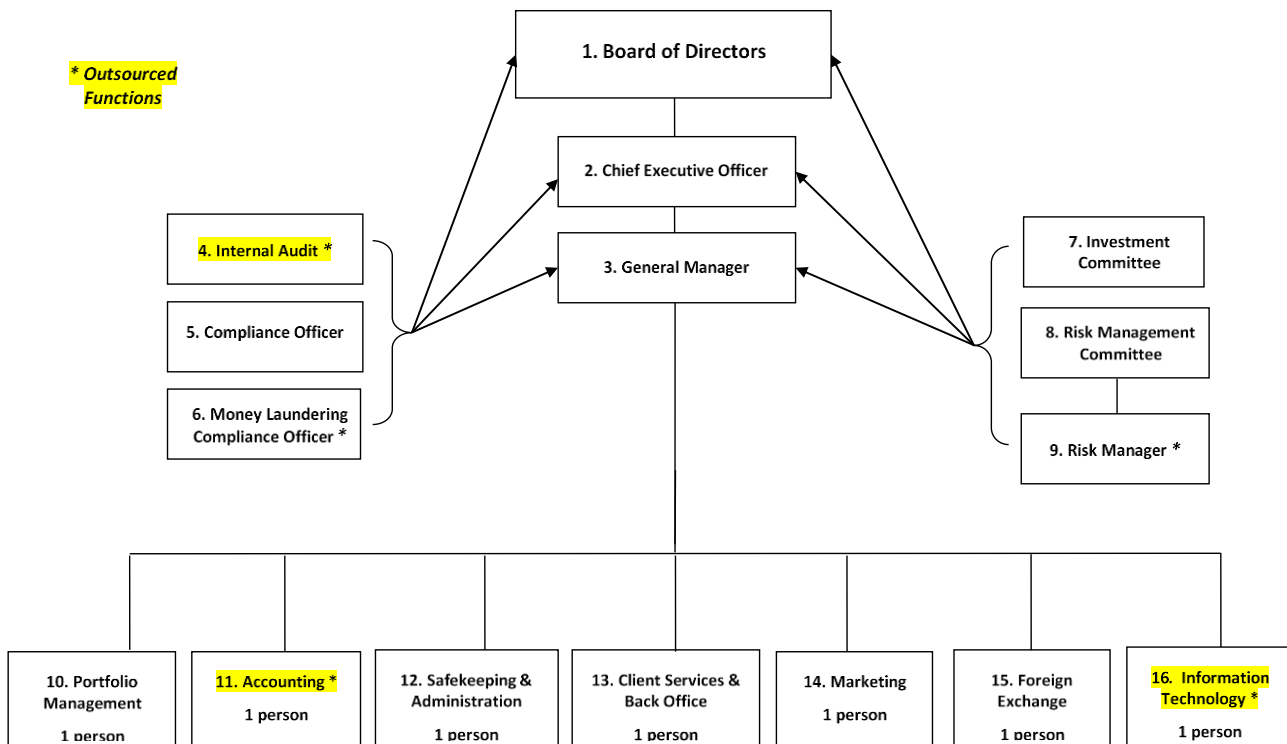 1. Board of Directors
* Outsourced
Functions
2. Chief Executive Officer
4. Internal Audit *
3. General Manager
7. Investment
Committee
5. Compliance Officer
8. Risk Management
Committee
6. Money Laundering
Compliance Officer *
9. Risk Manager *
10. Portfolio
Management
1 person
11. Accounting *
1 person
12. Safekeeping &
Administration
1 person
13. Client Services &
Back Office
1 person
14. Marketing
1 person
15. Foreign
Exchange
1 person
16. Information
Technology *
1 person